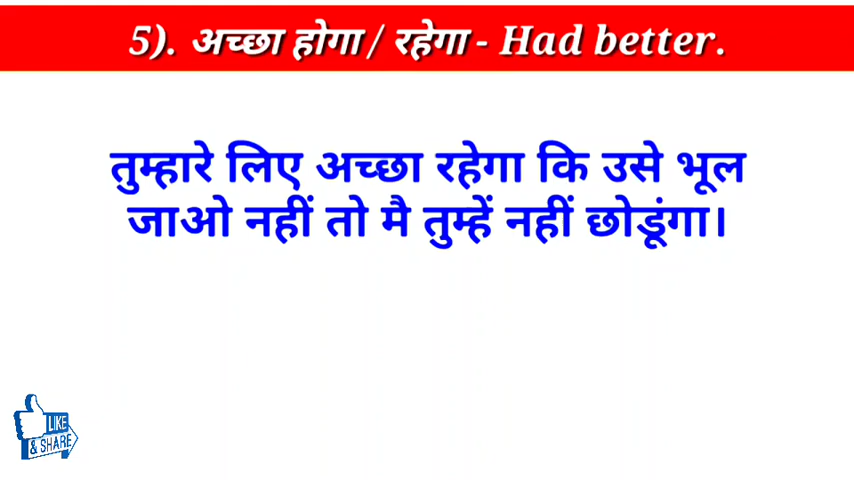 5). अच्छा होगा / रहेगा - Had better.
तुम्हारे लिए अच्छा रहेगा कि उसे भूल
जाओ नहीं तो मै तुम्हें नहीं छोडूंगा।
LIKE
& SHARE